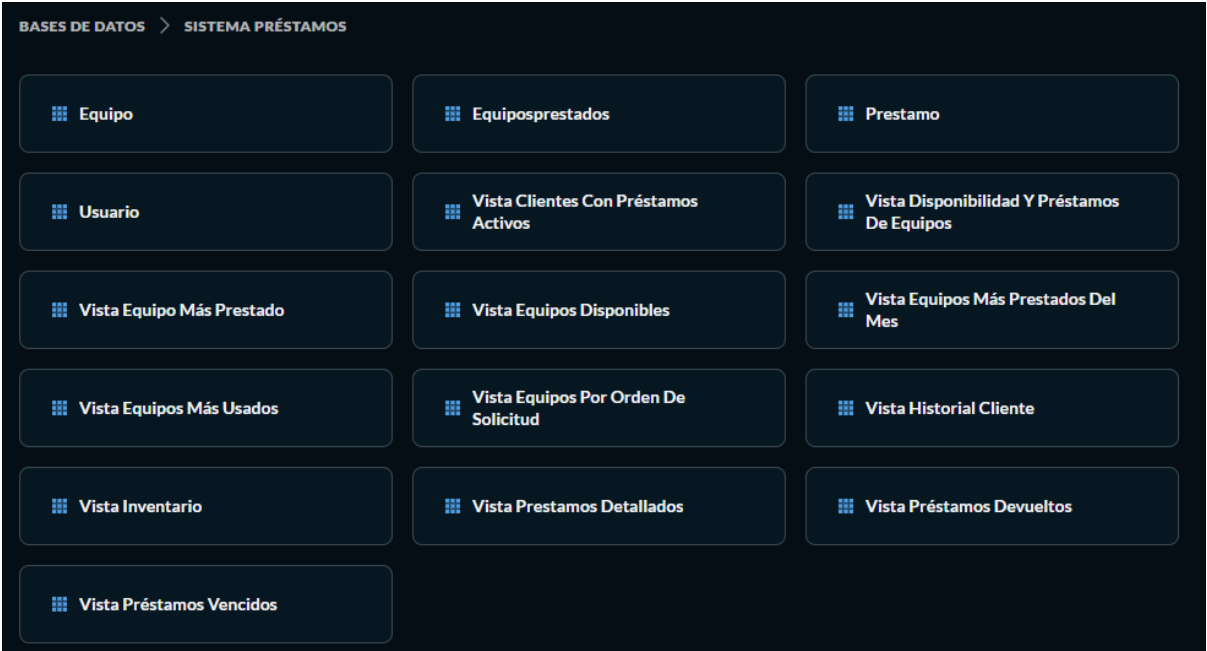 BASES DE DATOS > SISTEMA PRÉSTAMOS
Equipo
Equiposprestados
Prestamo
Usuario
Vista Clientes Con Préstamos
Activos
Vista Disponibilidad Y Préstamos
De Equipos
Vista Equipo Más Prestado
Vista Equipos Disponibles
Vista Equipos Más Prestados Del
Mes
Vista Equipos Más Usados
Vista Equipos Por Orden De
Solicitud
Vista Historial Cliente
Vista Inventario
Vista Prestamos Detallados
Vista Préstamos Devueltos
Vista Préstamos Vencidos